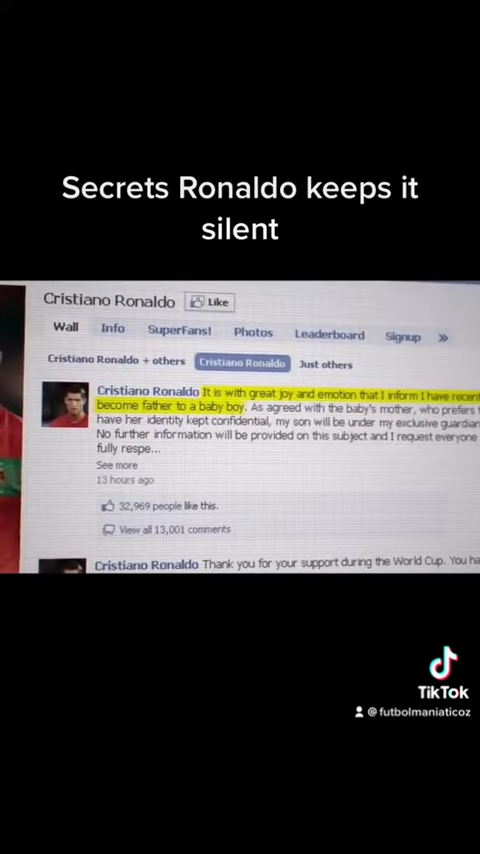 Secrets Ronaldo keeps it
silent
Cristiano Ronaldo Like
Wall Info SuperFans! Photos Leaderboard Signup »
Cristiano Ronaldo + others Cristiano Ronaldo Just others
Cristiano Ronaldo It is with great joy and emotion that I inform I have
become father to a baby boy. As agreed with the baby's mother, who prefers
have her identity kept confidential, my son will be under my exclusive
No further information will be provided on this subject and I request everyone
fully respe...
See more
13 hours ago
32,969 people like this.
View all 13,001 comments
Cristiano Ronaldo Thank you for your support during the World Cup. You
TikTok
@futbolmaniaticoz